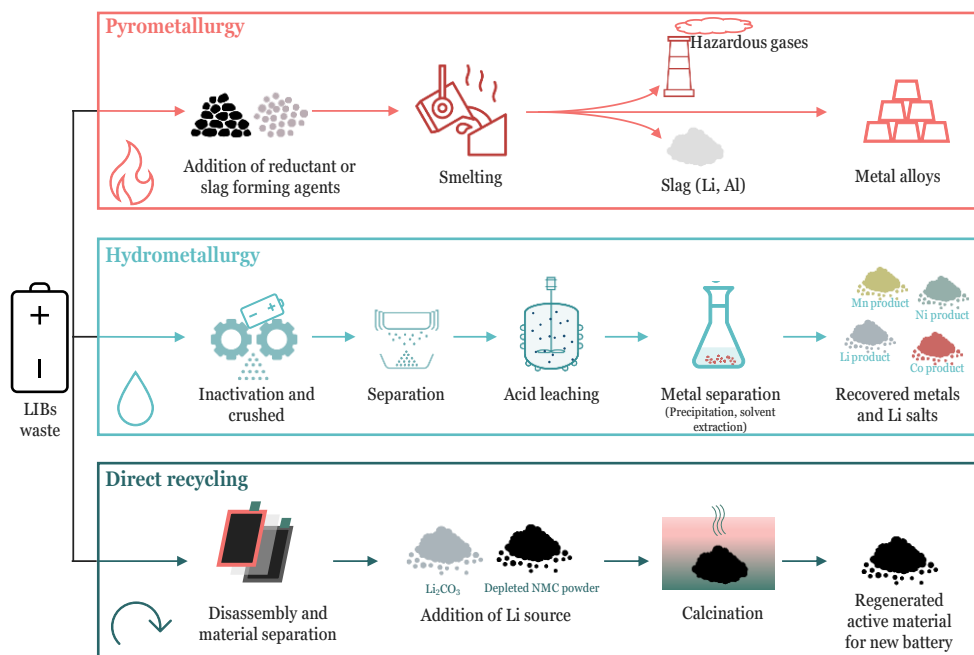 Pyrometallurgy
Hazardous gases
Addition of reductant or
slag forming agents
Smelting
Slag (Li, Al)
Metal alloys
Hydrometallurgy
+
-
LIBs
waste
+
-
Mn product
Ni product
Li product
Co product
Inactivation and
crushed
Separation
Acid leaching
Metal separation
(Precipitation, solvent
extraction)
Recovered metals
and Li salts
Direct recycling
Li₂CO₃
Depleted NMC powder
Disassembly and
material separation
Addition of Li source
Calcination
Regenerated
active material
for new battery